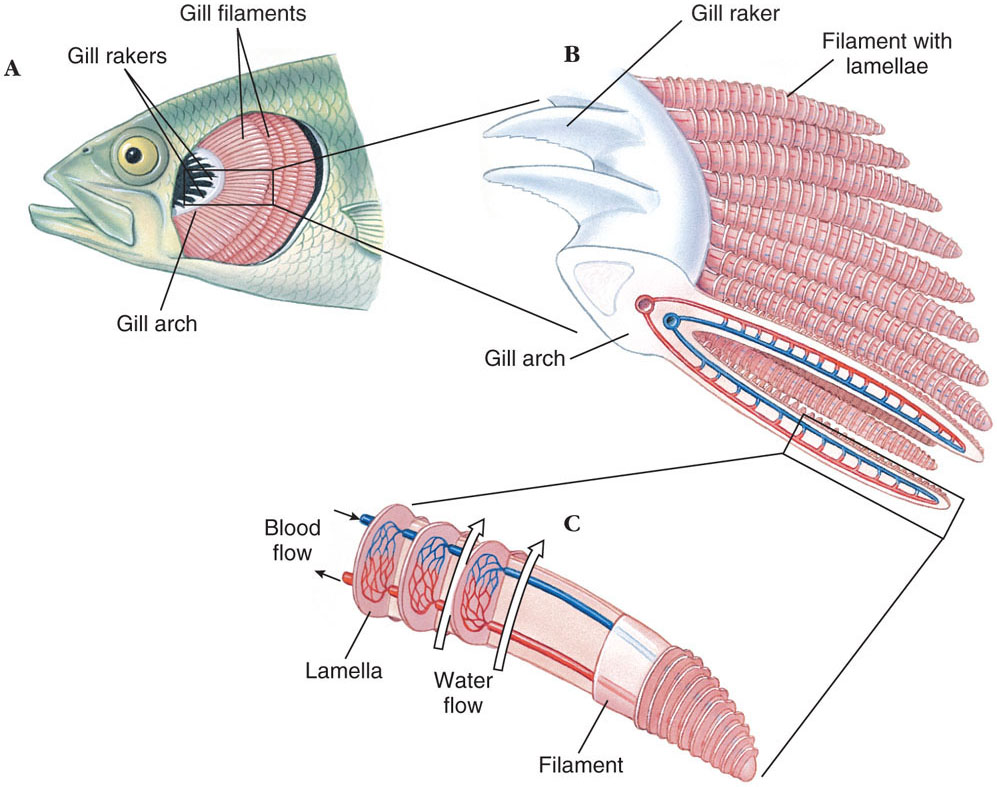 A
Gill filaments
Gill rakers
Gill arch
B
Gill raker
Filament with
lamellae
Gill arch
C
Blood
flow
Lamella
Water
flow
Filament